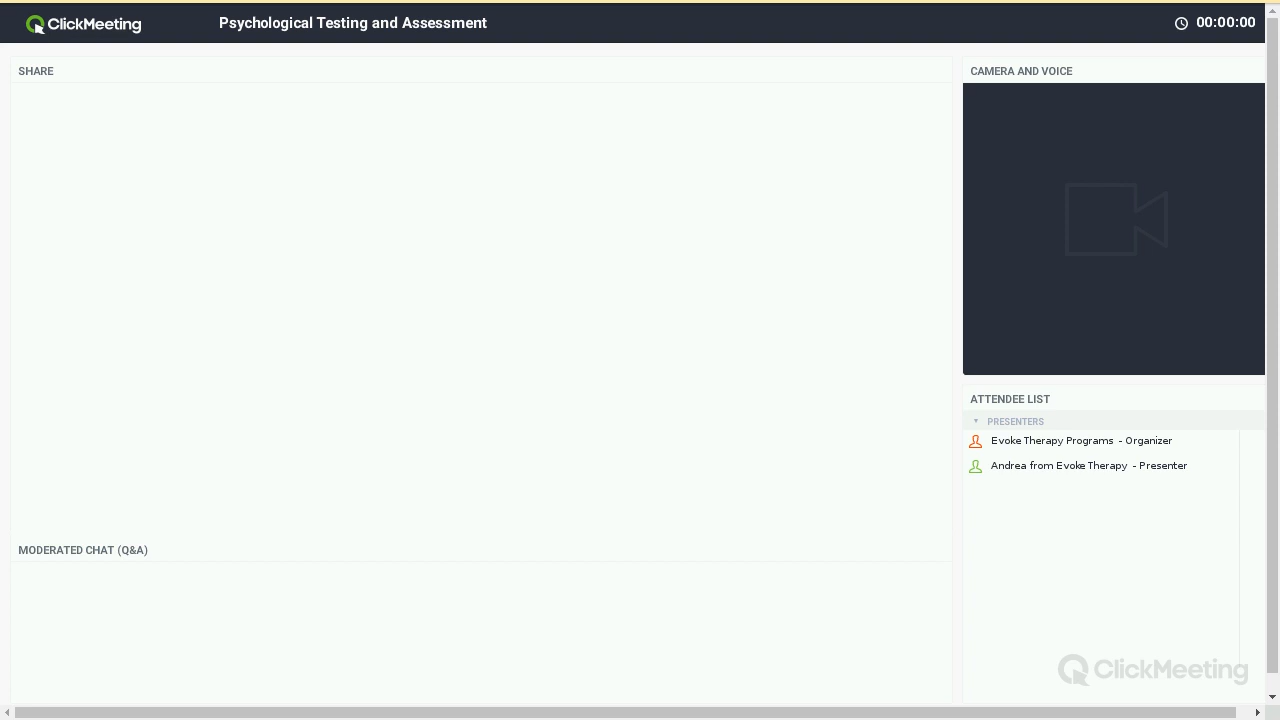 ClickMeeting
Psychological Testing and Assessment
00:00:00
SHARE
CAMERA AND VOICE
ATTENDEE LIST
PRESENTERS
Evoke Therapy Programs - Organizer
Andrea from Evoke Therapy - Presenter
MODERATED CHAT (Q&A)
ClickMeeting